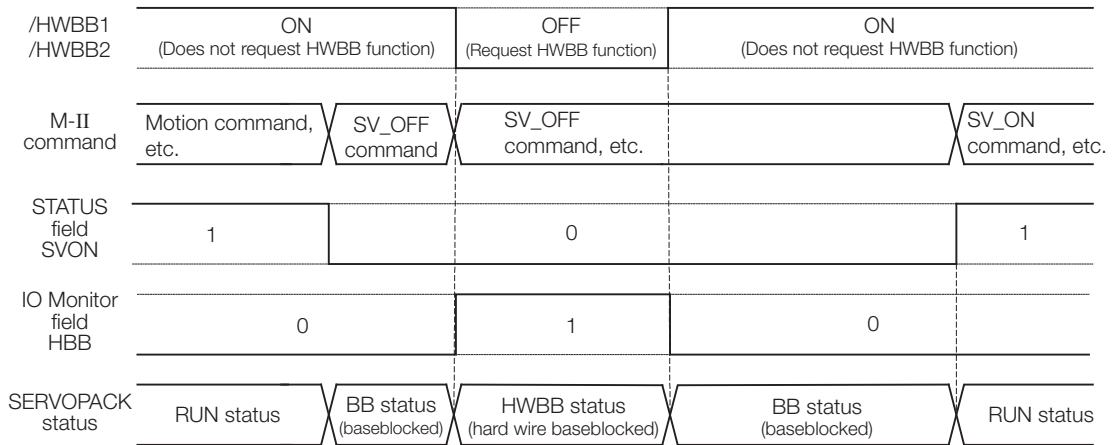 /HWBB1
/HWBB2
ON
(Does not request HWBB function)
OFF
(Request HWBB function)
ON
(Does not request HWBB function)
M-II
command
Motion command,
etc.
SV_OFF
command
SV_OFF
command, etc.
SV_ON
command, etc.
STATUS
field
SVON
1
0
1
IO Monitor
field
HBB
0
1
0
SERVOPACK
status
RUN status
BB status
(baseblocked)
HWBB status
(hard wire baseblocked)
BB status
(baseblocked)
RUN status